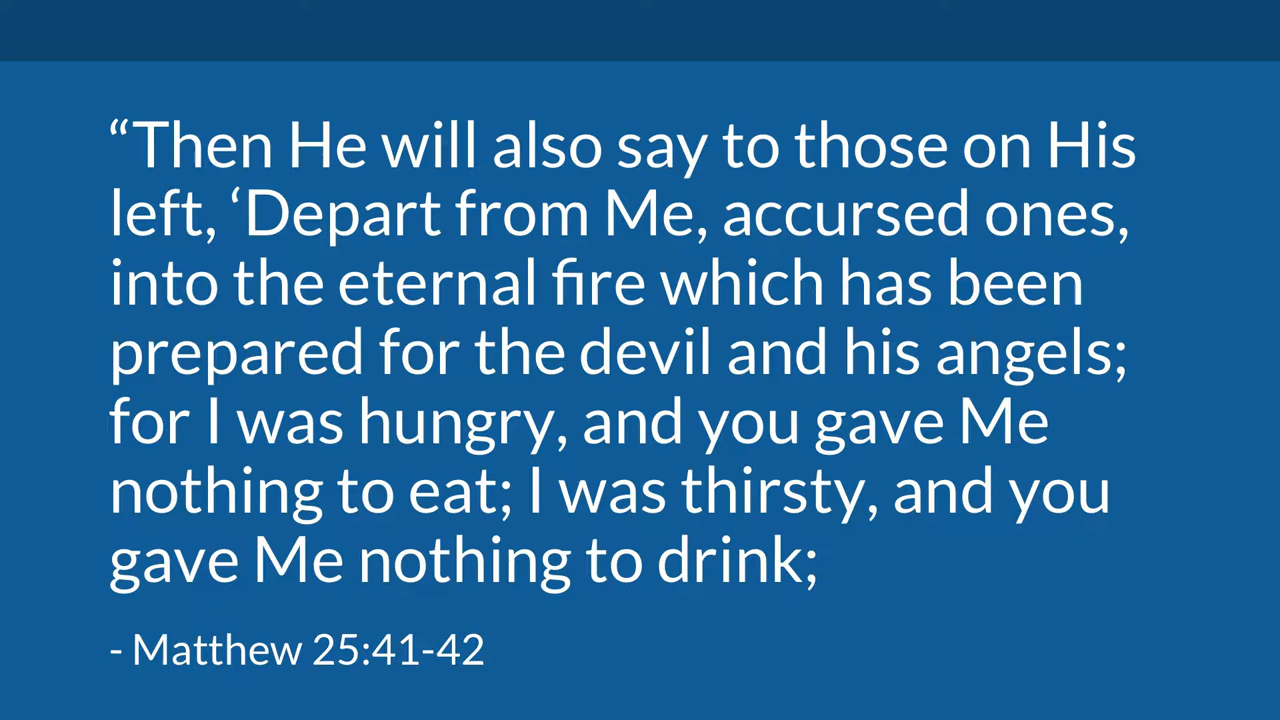 “Then He will also say to those on His
left, ‘Depart from Me, accursed ones,
into the eternal fire which has been
prepared for the devil and his angels;
for I was hungry, and you gave Me
nothing to eat; I was thirsty, and you
gave Me nothing to drink;
- Matthew 25:41-42